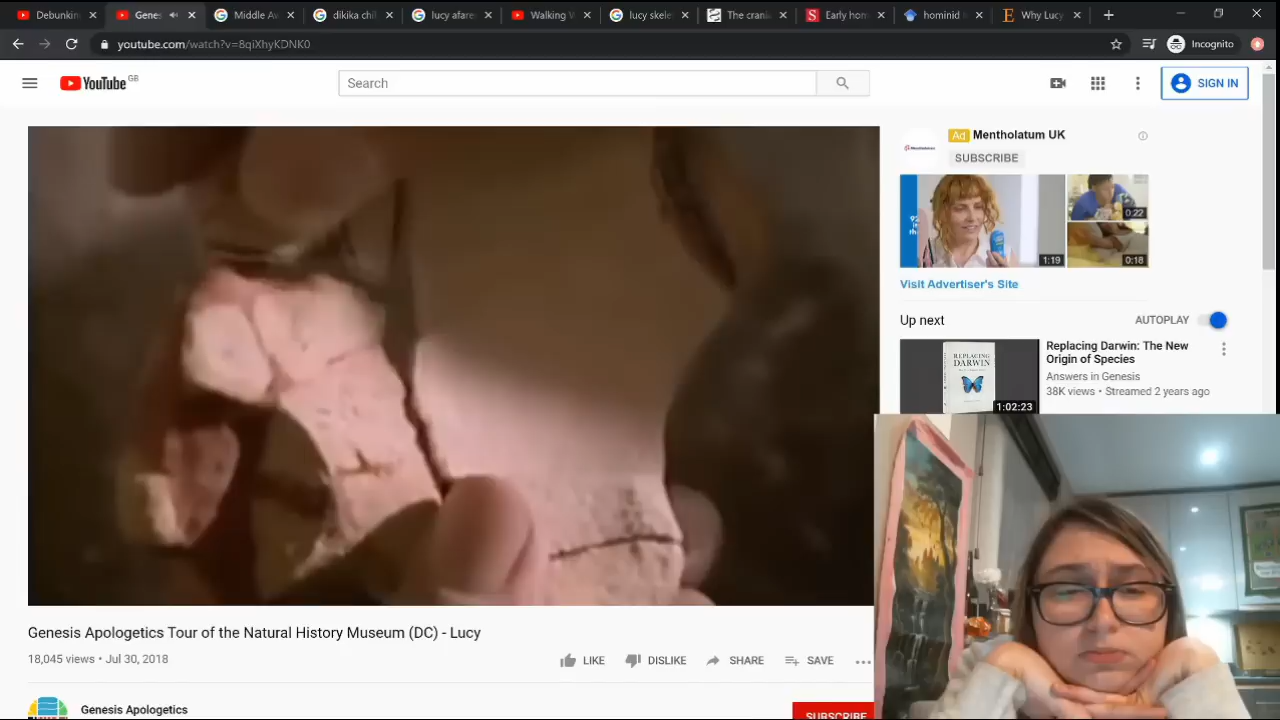 Debunkin
Genes
Middle Aw
dikika chil
lucy afare
Walking W
lucy skele
The crani
Early hom
hominid f
Why Lucy
youtube.com/watch?v=8qiXhyKDNK0
Incognito
YouTube GB
Search
SIGN IN
Ad Mentholatum UK
SUBSCRIBE
0:22
1:19
0:18
Visit Advertiser's Site
Up next
AUTOPLAY
REPLACING
DARWIN
1:02:23
Replacing Darwin: The New
Origin of Species
Answers in Genesis
38K views • Streamed 2 years ago
Genesis Apologetics Tour of the Natural History Museum (DC) - Lucy
18,045 views • Jul 30, 2018
LIKE
DISLIKE
SHARE
SAVE
Genesis Apologetics
SUBSCRIBE